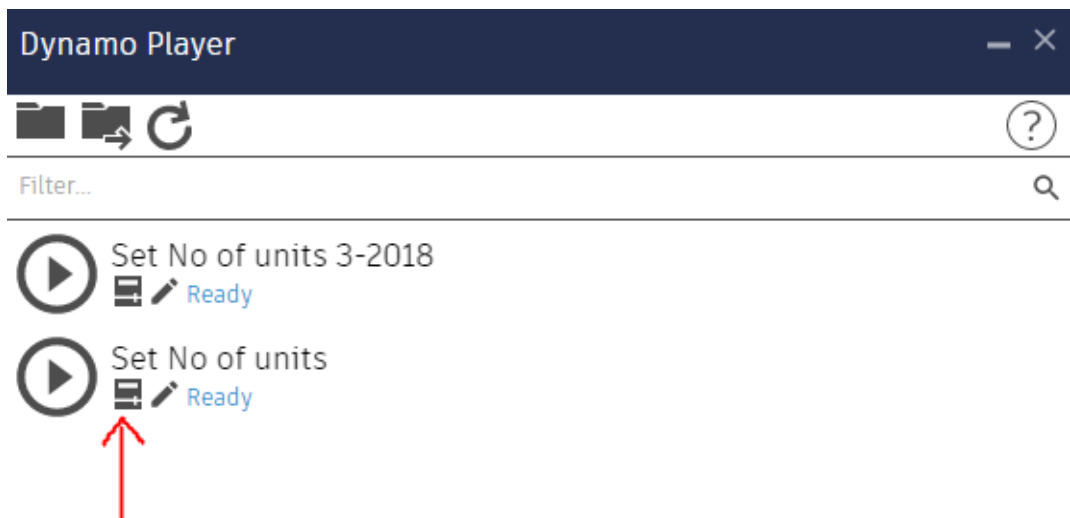 Dynamo Player
?
Filter...
Set No of units 3-2018
Ready
Set No of units
Ready